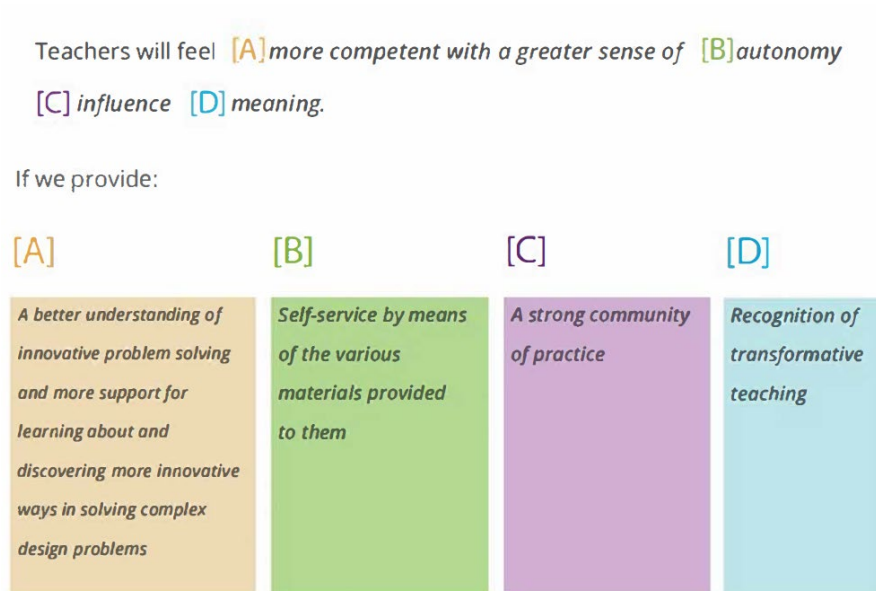 Teachers will feel [A] more competent with a greater sense of [B] autonomy
[C] influence [D] meaning.
If we provide:
[A]
A better understanding of
innovative problem solving
and more support for
learning about and
discovering more innovative
ways in solving complex
design problems
[B]
Self-service by means
of the various
materials provided
to them
[C]
A strong community
of practice
[D]
Recognition of
transformative
teaching